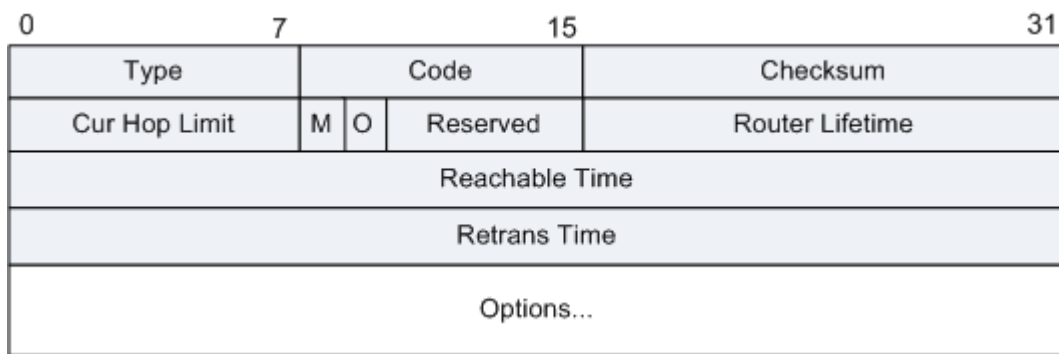 0 7 15 31
Type Code Checksum
Cur Hop Limit M O Reserved Router Lifetime
Reachable Time
Retrans Time
Options...